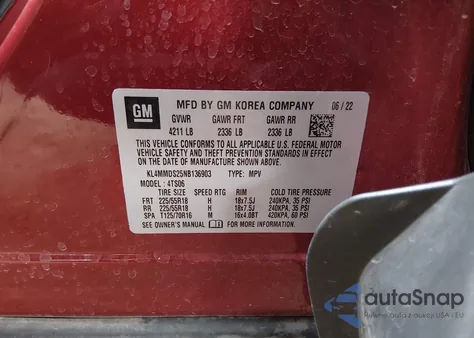 GM
MFD BY GM KOREA COMPANY 06/22
GVWR GAWR FRT GAWR RR
4211 LB 2336 LB 2336 LB
THIS VEHICLE CONFORMS TO ALL APPLICABLE U.S. FEDERAL MOTOR
VEHICLE SAFETY, BUMPER, AND THEFT PREVENTION STANDARDS IN EFFECT ON THE
DATE OF MANUFACTURE SHOWN ABOVE.
KL4MMDS25NB136903 TYPE: MPV
MODEL: 4TS06
TIRE SIZE SPEED RTG RIM COLD TIRE PRESSURE
FRT 225/55R18 H 18x7.5J 240KPA, 35 PSI
RR 225/55R18 H 18x7.5J 240KPA, 35 PSI
SPA T125/70R16 M 16x4.0BT 420KPA, 60 PSI
SEE OWNER'S MANUAL FOR MORE INFORMATION.
autoSnap